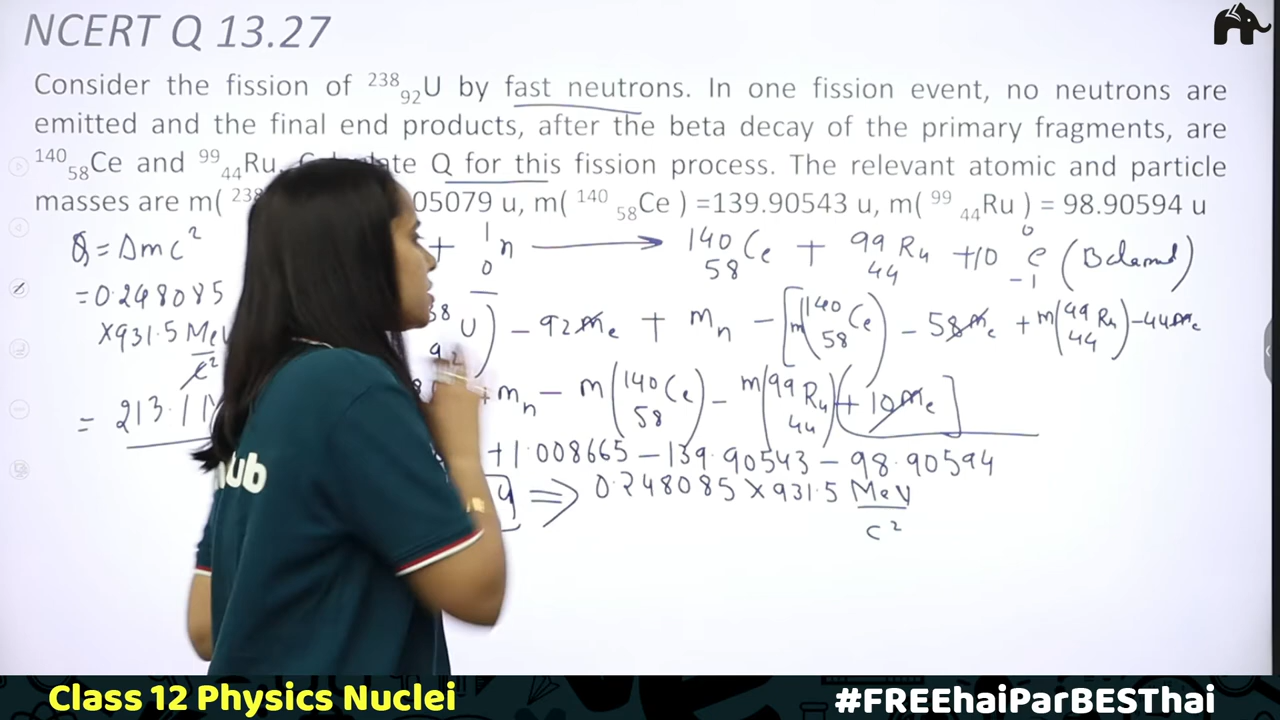 NCERT Q 13.27
Consider the fission of ²³⁸₉₂U by fast neutrons. In one fission event, no neutrons are
emitted and the final end products, after the beta decay of the primary fragments, are
¹⁴⁰₅₈Ce and ⁹⁹₄₄Ru. Q for this fission process. The relevant atomic and particle
masses are m( 05079 u, m( ¹⁴⁰₅₈Ce ) =139.90543 u, m( ⁹⁹₄₄Ru ) = 98.90594 u
Q = Δmc² + ¹₀n ⟶ ¹⁴⁰₅₈Ce + ⁹⁹₄₄Ru +10 ⁰₋₁e
= 0.248085 U) - 92mₑ + mₙ - [m(¹⁴⁰₅₈Ce) - 58mₑ + m(⁹⁹₄₄Ru) - 44mₑ
× 931.5 MeV/c² + mₙ - m(¹⁴⁰₅₈Ce) - m(⁹⁹₄₄Ru) + 10mₑ]
= 213.11 +1.008665 - 139.90543 - 98.90594
⇒ 0.248085 × 931.5 MeV/c²
ub
Class 12 Physics Nuclei
#FREEhaiParBESThai